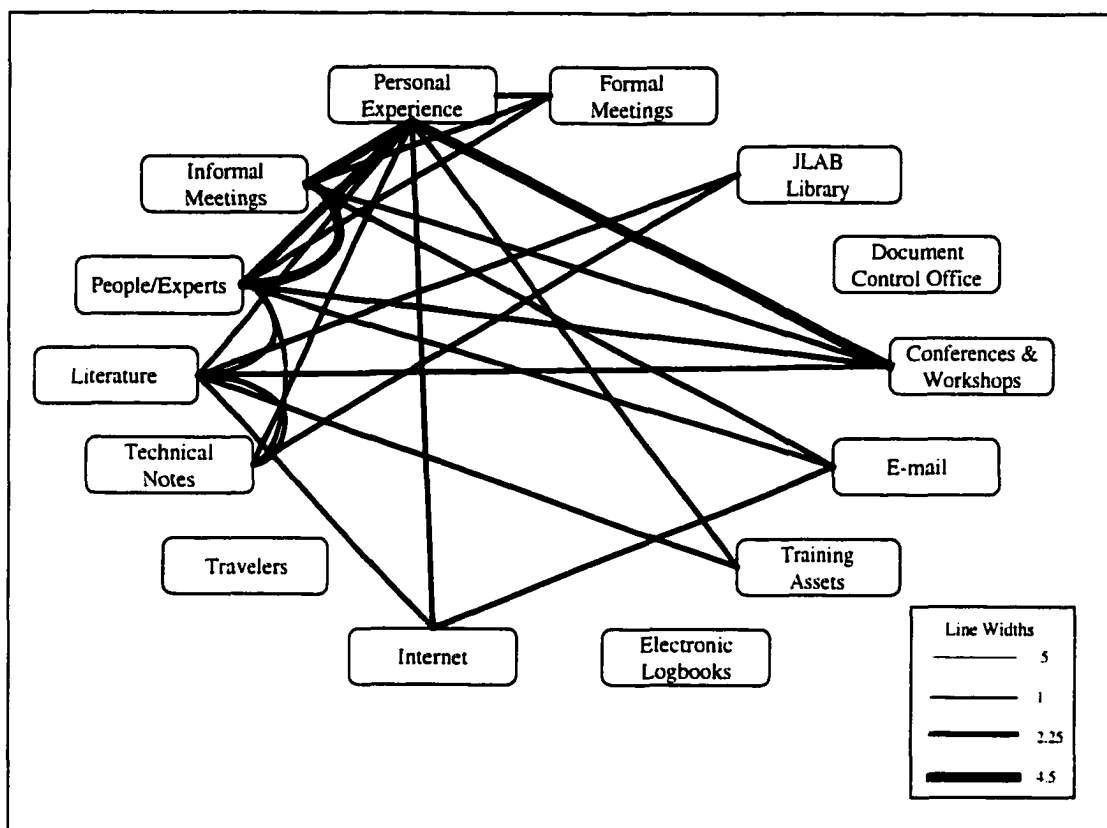 Personal
Experience
Formal
Meetings
Informal
Meetings
JLAB
Library
People/Experts
Document
Control Office
Literature
Conferences &
Workshops
Technical
Notes
E-mail
Travelers
Training
Assets
Internet
Electronic
Logbooks
Line Widths
.5
1
2.25
4.5